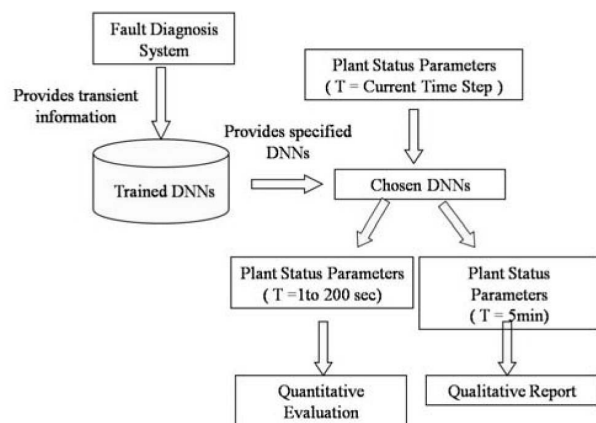 Fault Diagnosis
System
Plant Status Parameters
( T = Current Time Step )
Provides transient
information
Provides specified
DNNs
Trained DNNs
Chosen DNNs
Plant Status Parameters
( T =1to 200 sec)
Plant Status
Parameters
( T = 5min)
Quantitative
Evaluation
Qualitative Report